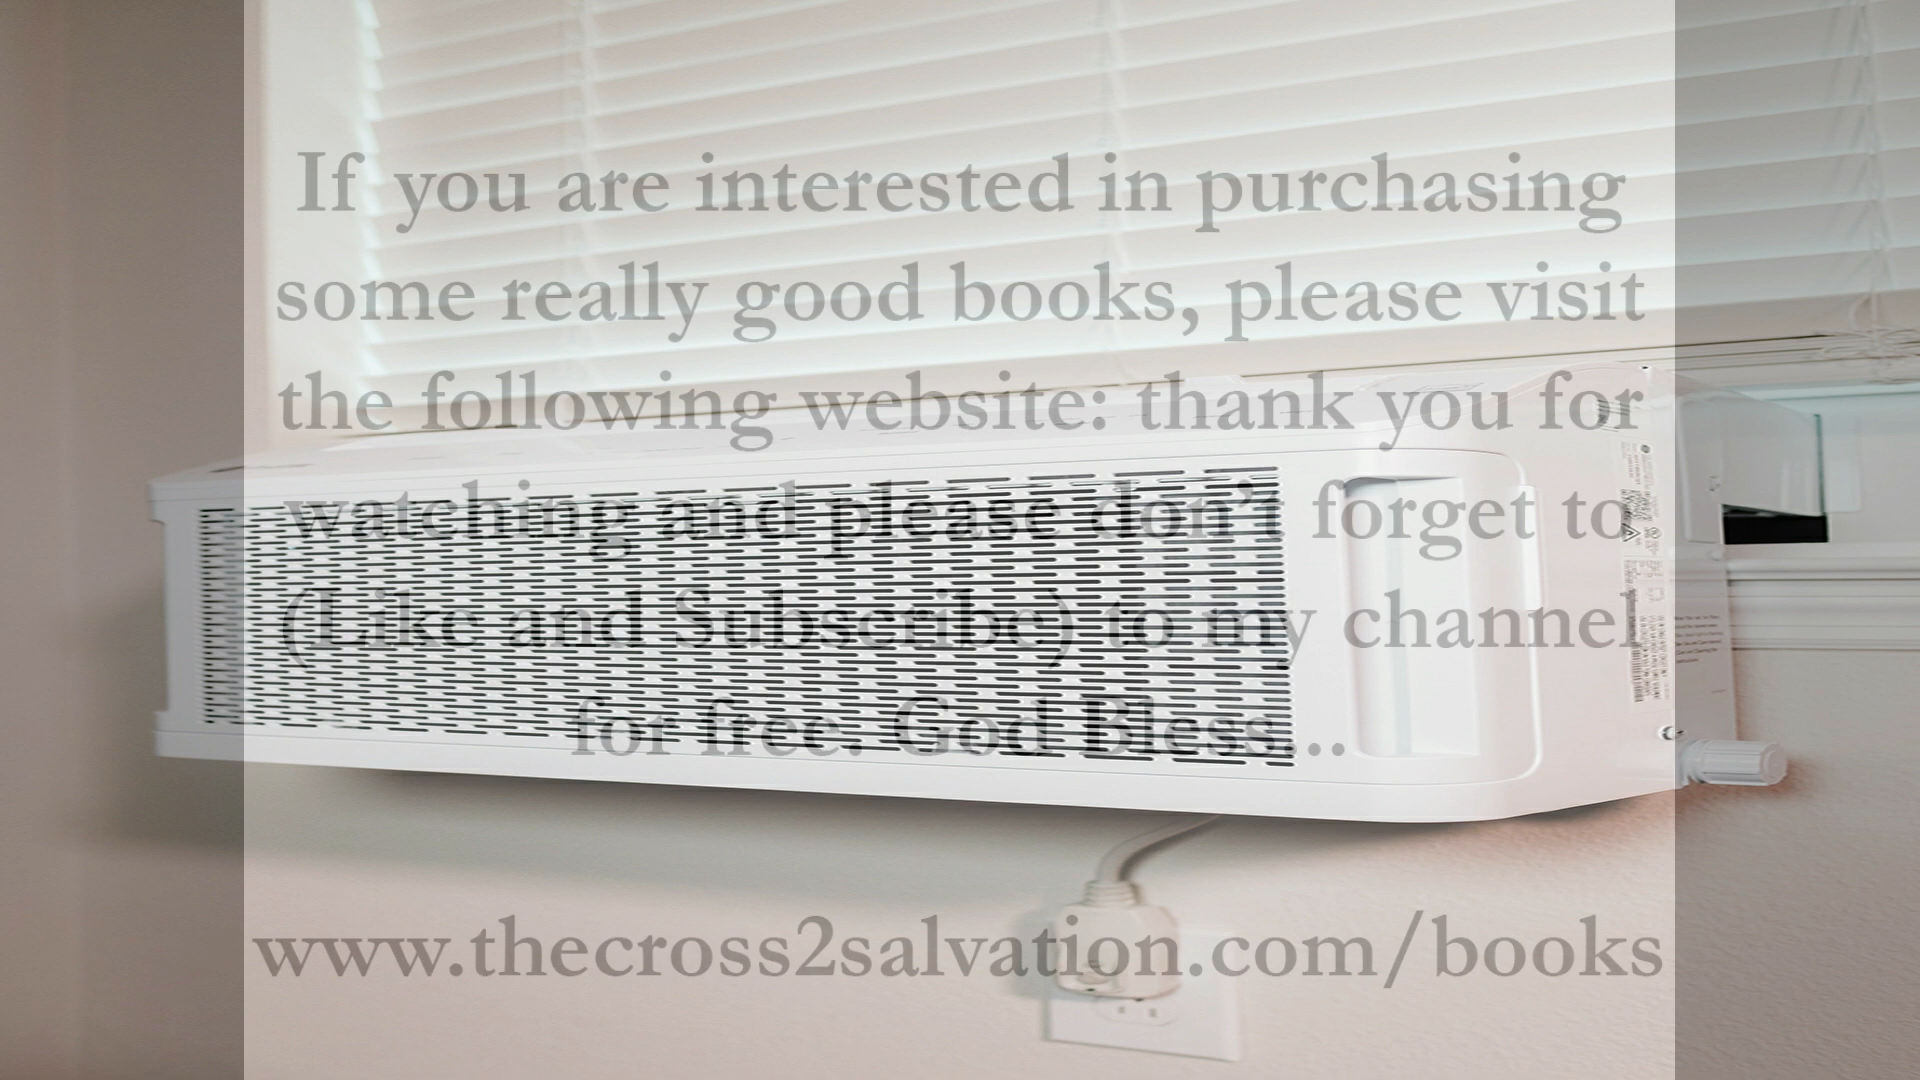 If you are interested in purchasing
some really good books, please visit
the following website: thank you for
watching and please don't forget to
(Like and Subscribe) to my channel
for free. God Bless...
www.thecross2salvation.com/books